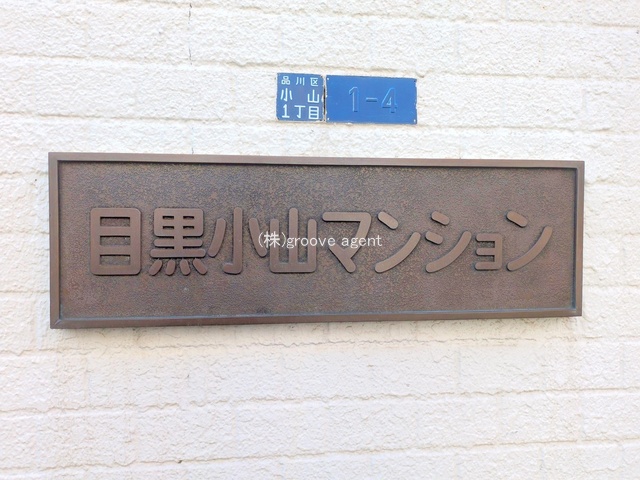 品川区
小山
1丁目
1-4
目黒小山マンション
(株)groove agent